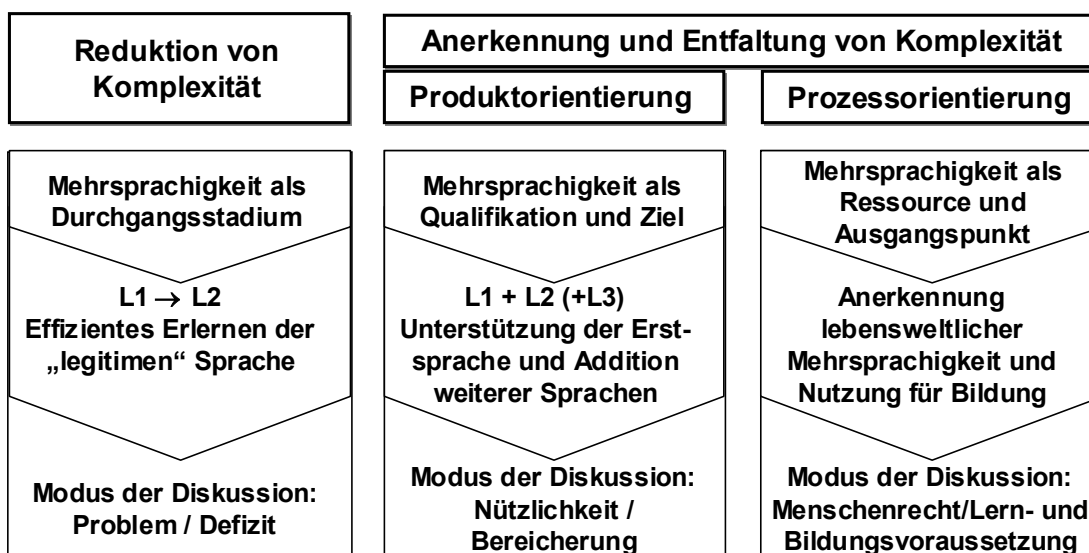 Reduktion von
Komplexität
Anerkennung und Entfaltung von Komplexität
Produktorientierung
Prozessorientierung
Mehrsprachigkeit als
Durchgangsstadium
L1 → L2
Effizientes Erlernen der
„legitimen“ Sprache
Modus der Diskussion:
Problem / Defizit
Mehrsprachigkeit als
Qualifikation und Ziel
L1 + L2 (+L3)
Unterstützung der Erst-
sprache und Addition
weiterer Sprachen
Modus der Diskussion:
Nützlichkeit /
Bereicherung
Mehrsprachigkeit als
Ressource und
Ausgangspunkt
Anerkennung
lebensweltlicher
Mehrsprachigkeit und
Nutzung für Bildung
Modus der Diskussion:
Menschenrecht/Lern- und
Bildungsvoraussetzung